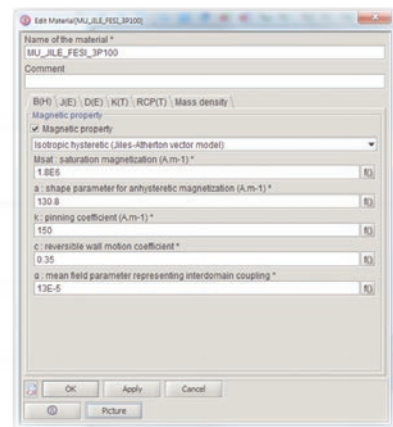 Edit Material[MU_JILE_FESI_3P100]
Name of the material *
MU_JILE_FESI_3P100
Comment
B(H) J(E) D(E) K(T) RCP(T) Mass density
Magnetic property
Magnetic property
Isotropic hysteretic (Jiles-Atherton vector model)
Msat : saturation magnetization (A.m-1) *
1.8E6
f()
a : shape parameter for anhysteretic magnetization (A.m-1) *
130.8
f()
k : pinning coefficient (A.m-1) *
150
f()
c : reversible wall motion coefficient *
0.35
f()
α : mean field parameter representing interdomain coupling *
13E-5
f()
OK Apply Cancel
Picture